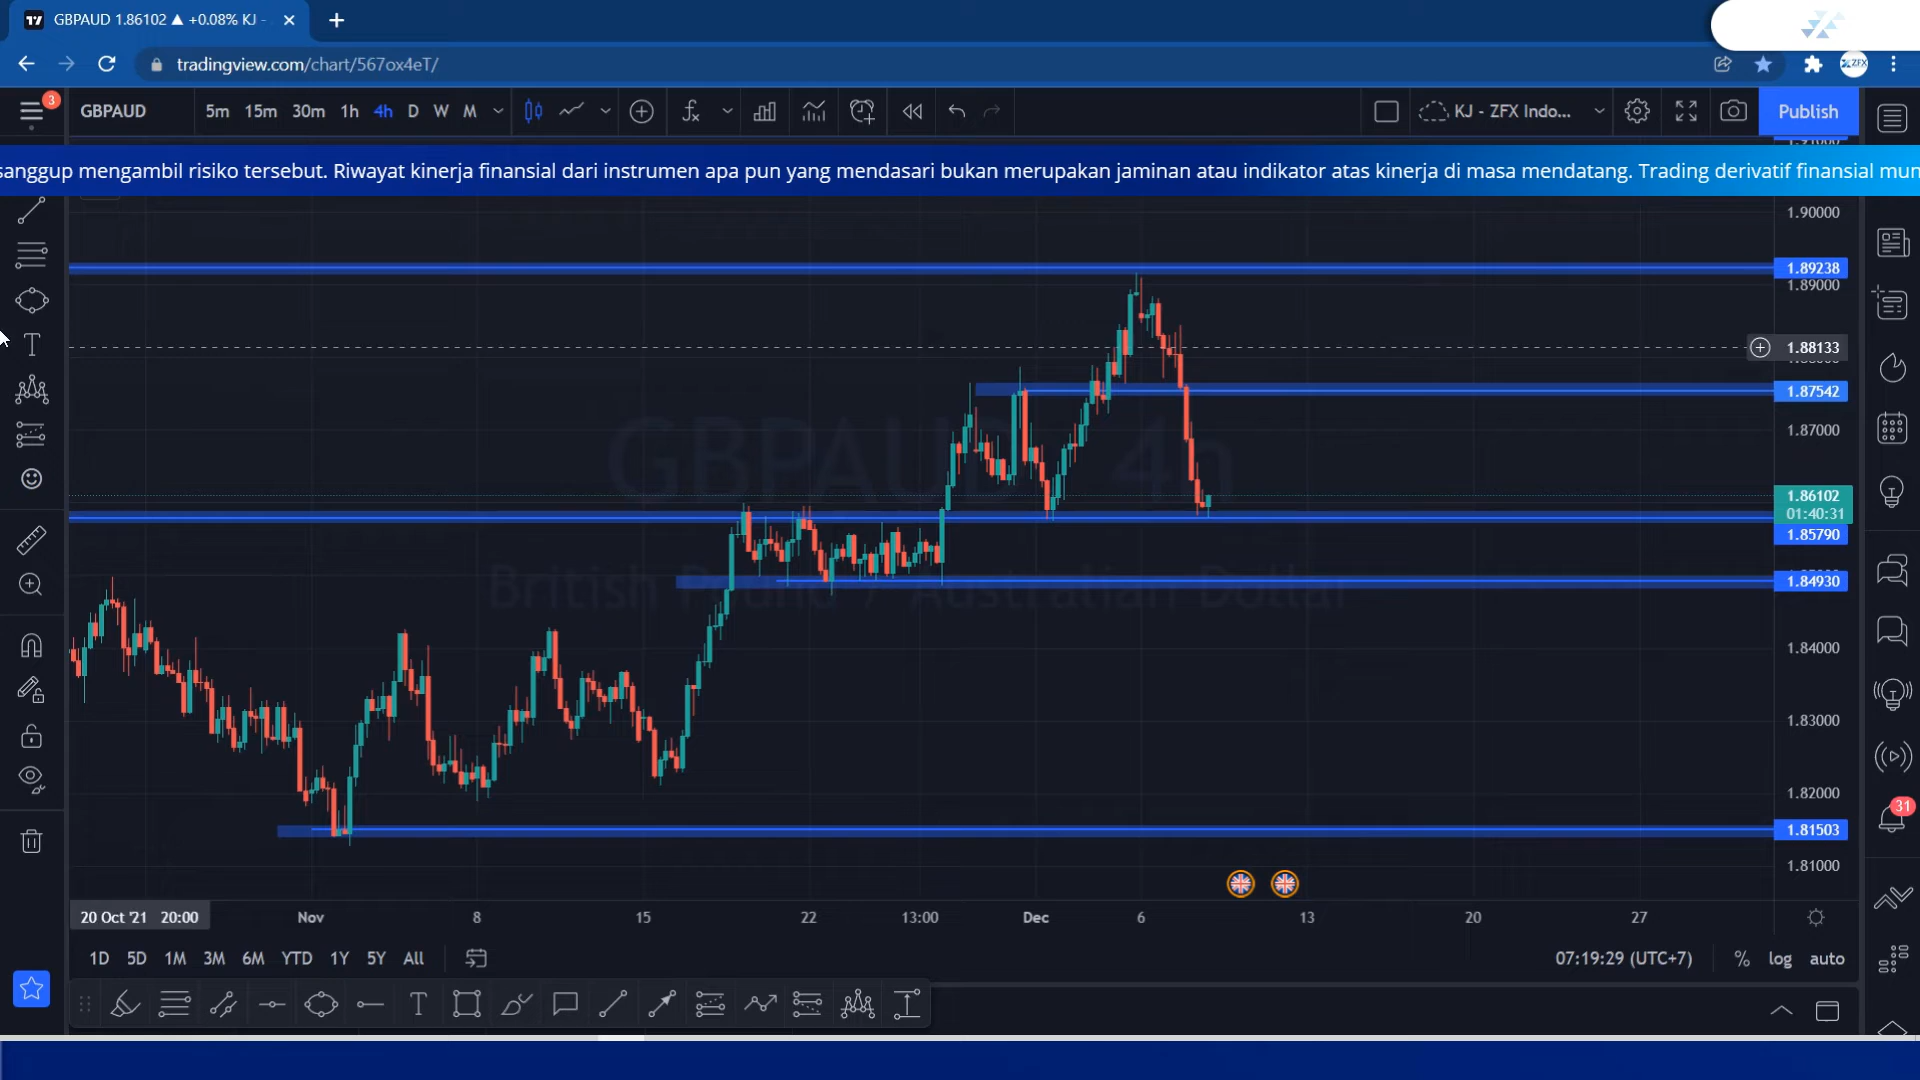 GBPAUD 1.86102 ▲ +0.08% KJ -
tradingview.com/chart/567ox4eT/
ZFX
3
GBPAUD
5m 15m 30m 1h 4h D W M
KJ - ZFX Indo...
Publish
sanggup mengambil risiko tersebut. Riwayat kinerja finansial dari instrumen apa pun yang mendasari bukan merupakan jaminan atau indikator atas kinerja di masa mendatang. Trading derivatif finansial mun
1.90000
1.89238
1.89000
1.88133
1.87542
1.87000
GBPAUD 4h
1.86102
01:40:31
1.85790
1.84930
British Pound / Australian Dollar
1.84000
1.83000
1.82000
31
1.81503
1.81000
20 Oct '21 20:00
Nov 8 15 22 13:00 Dec 6 13 20 27
1D 5D 1M 3M 6M YTD 1Y 5Y All
07:19:29 (UTC+7) % log auto